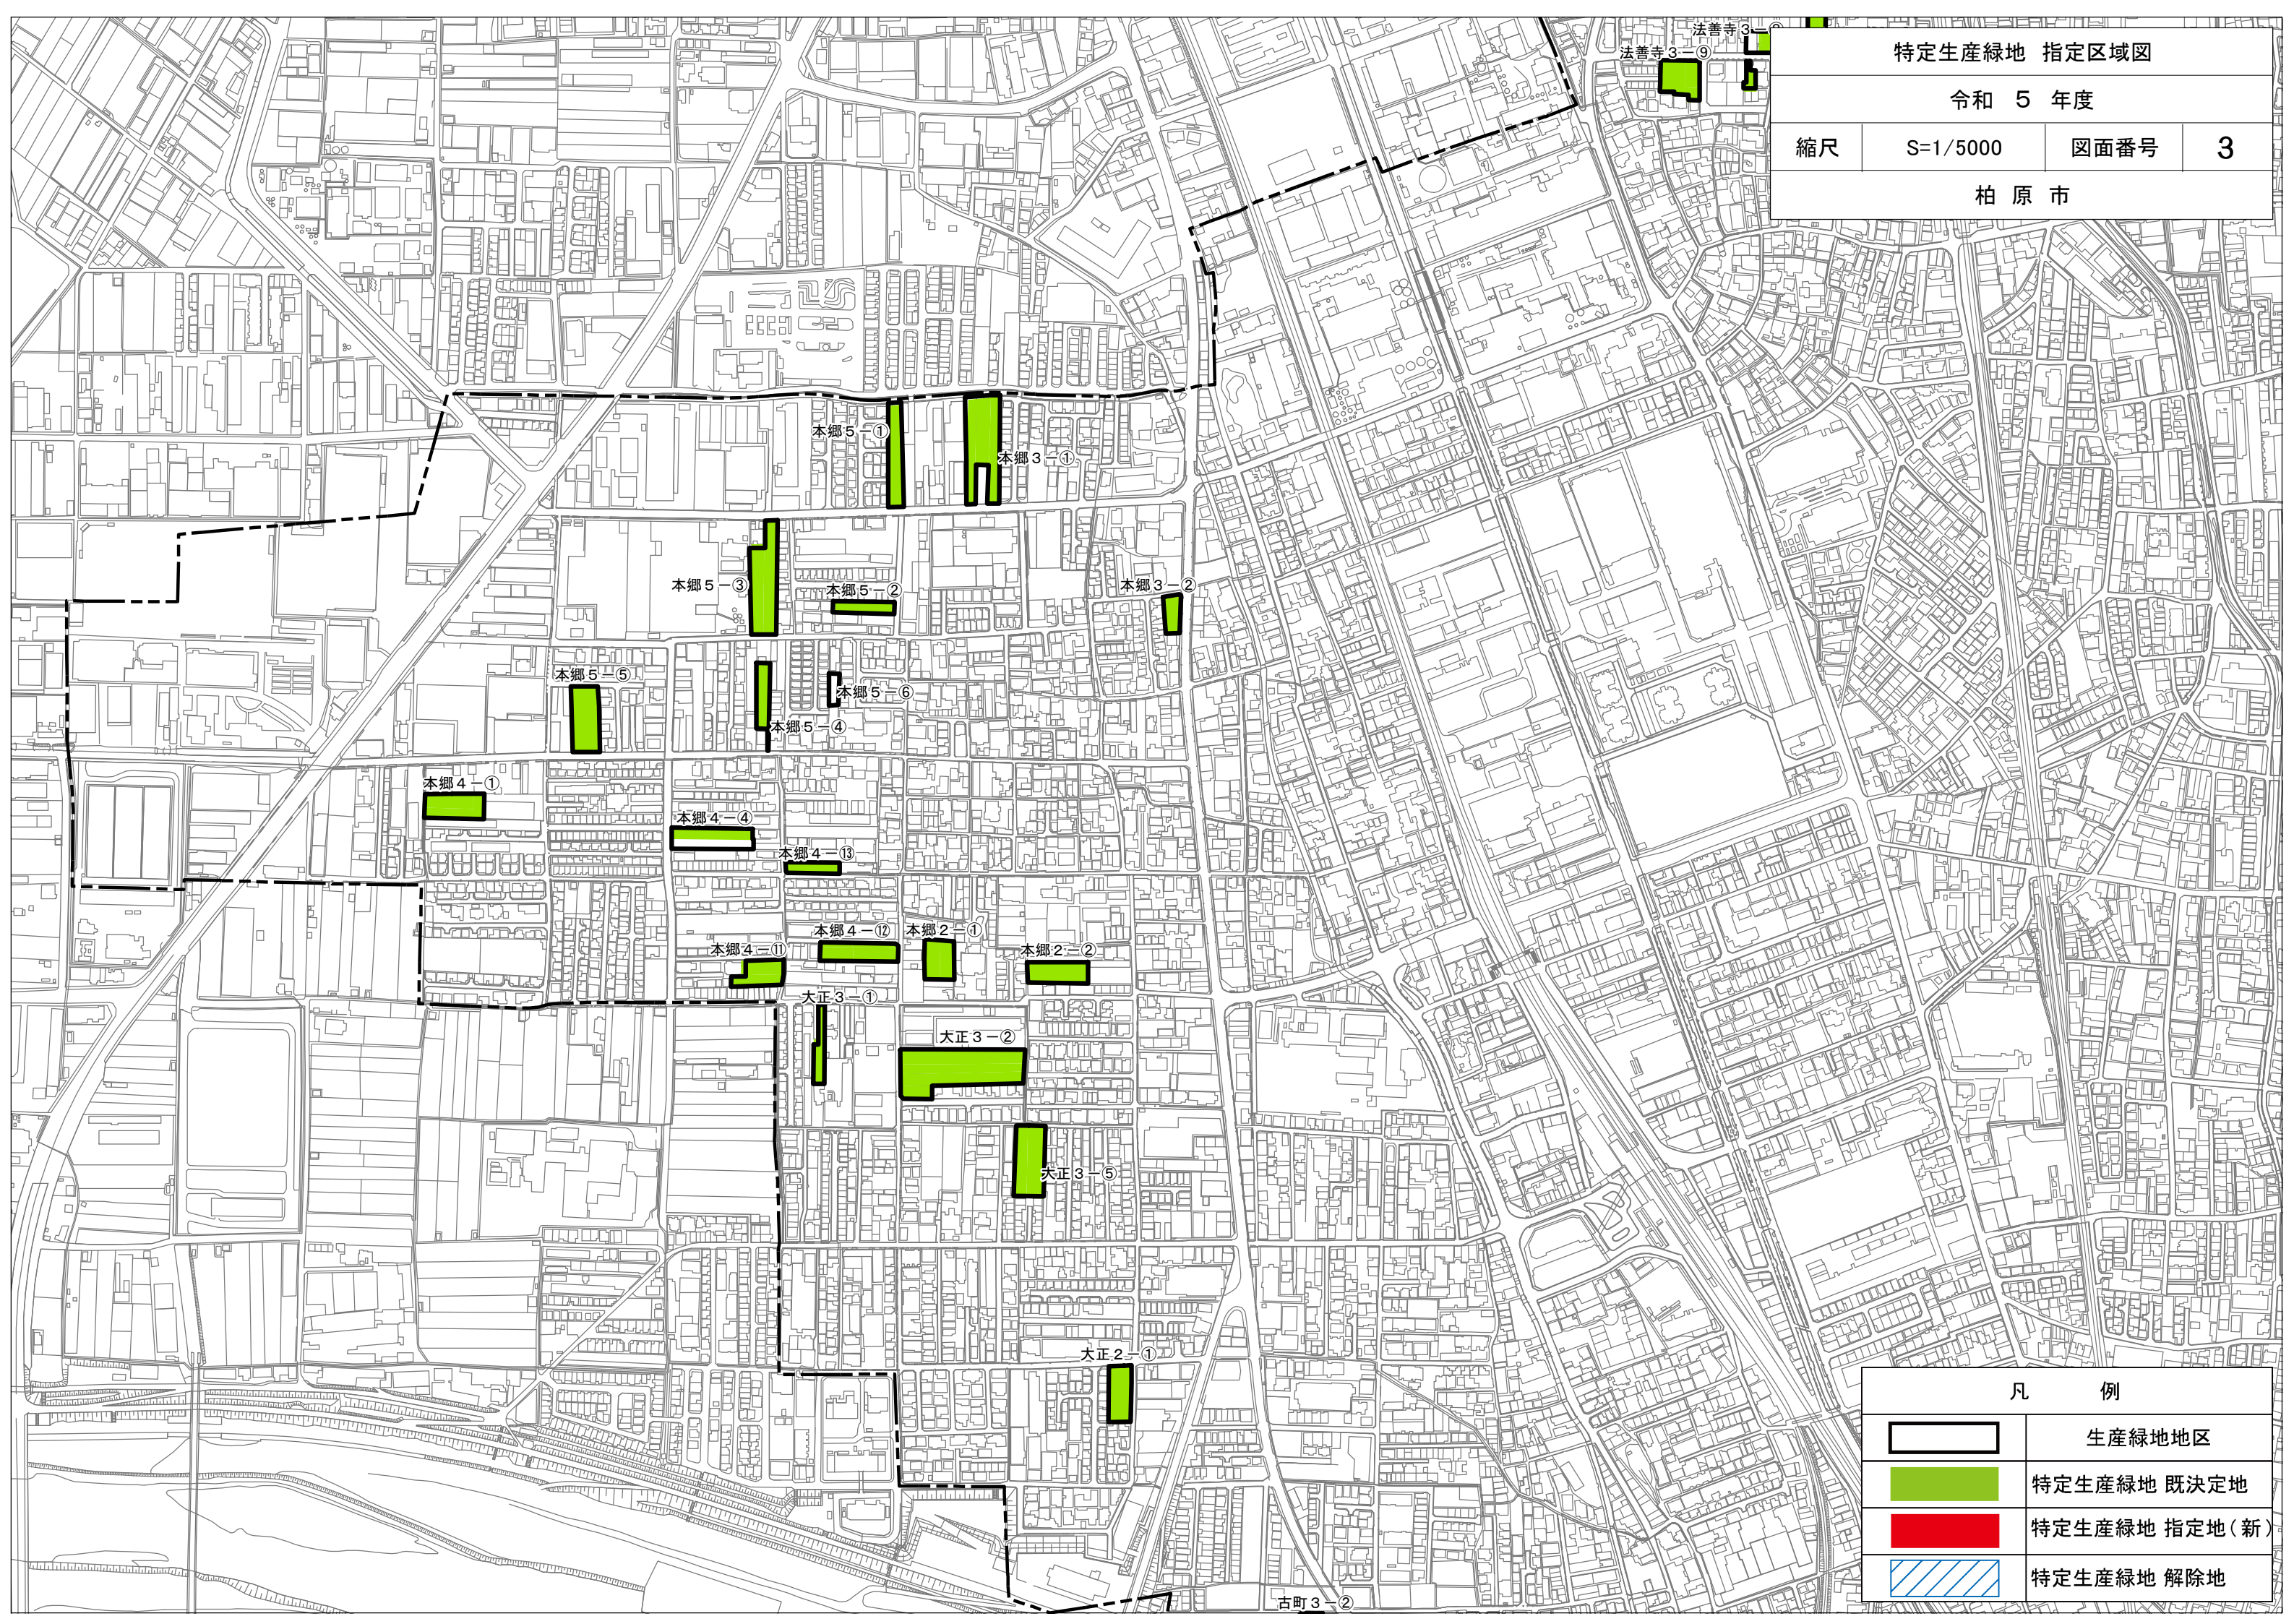 法善寺3－⑨
特定生産緑地 指定区域図
令和 5 年度
縮尺 S=1/5000 図面番号 3
柏 原 市
本郷5－①
本郷3－①
本郷5－③
本郷5－②
本郷3－②
本郷5－⑤
本郷5－⑥
本郷5－④
本郷4－①
本郷4－④
本郷4－⑬
本郷4－⑫
本郷2－①
本郷4－⑪
本郷2－②
大正3－①
大正3－②
大正3－⑤
大正2－①
古町3－②
凡 例
生産緑地地区
特定生産緑地 既決定地
特定生産緑地 指定地（新）
特定生産緑地 解除地